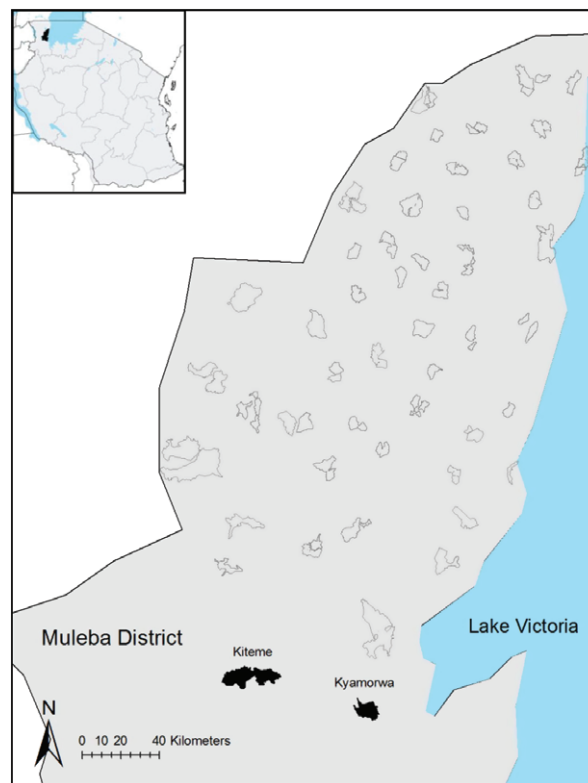 Muleba District
Lake Victoria
Kiteme
Kyamorwa
N
0 10 20 40 Kilometers